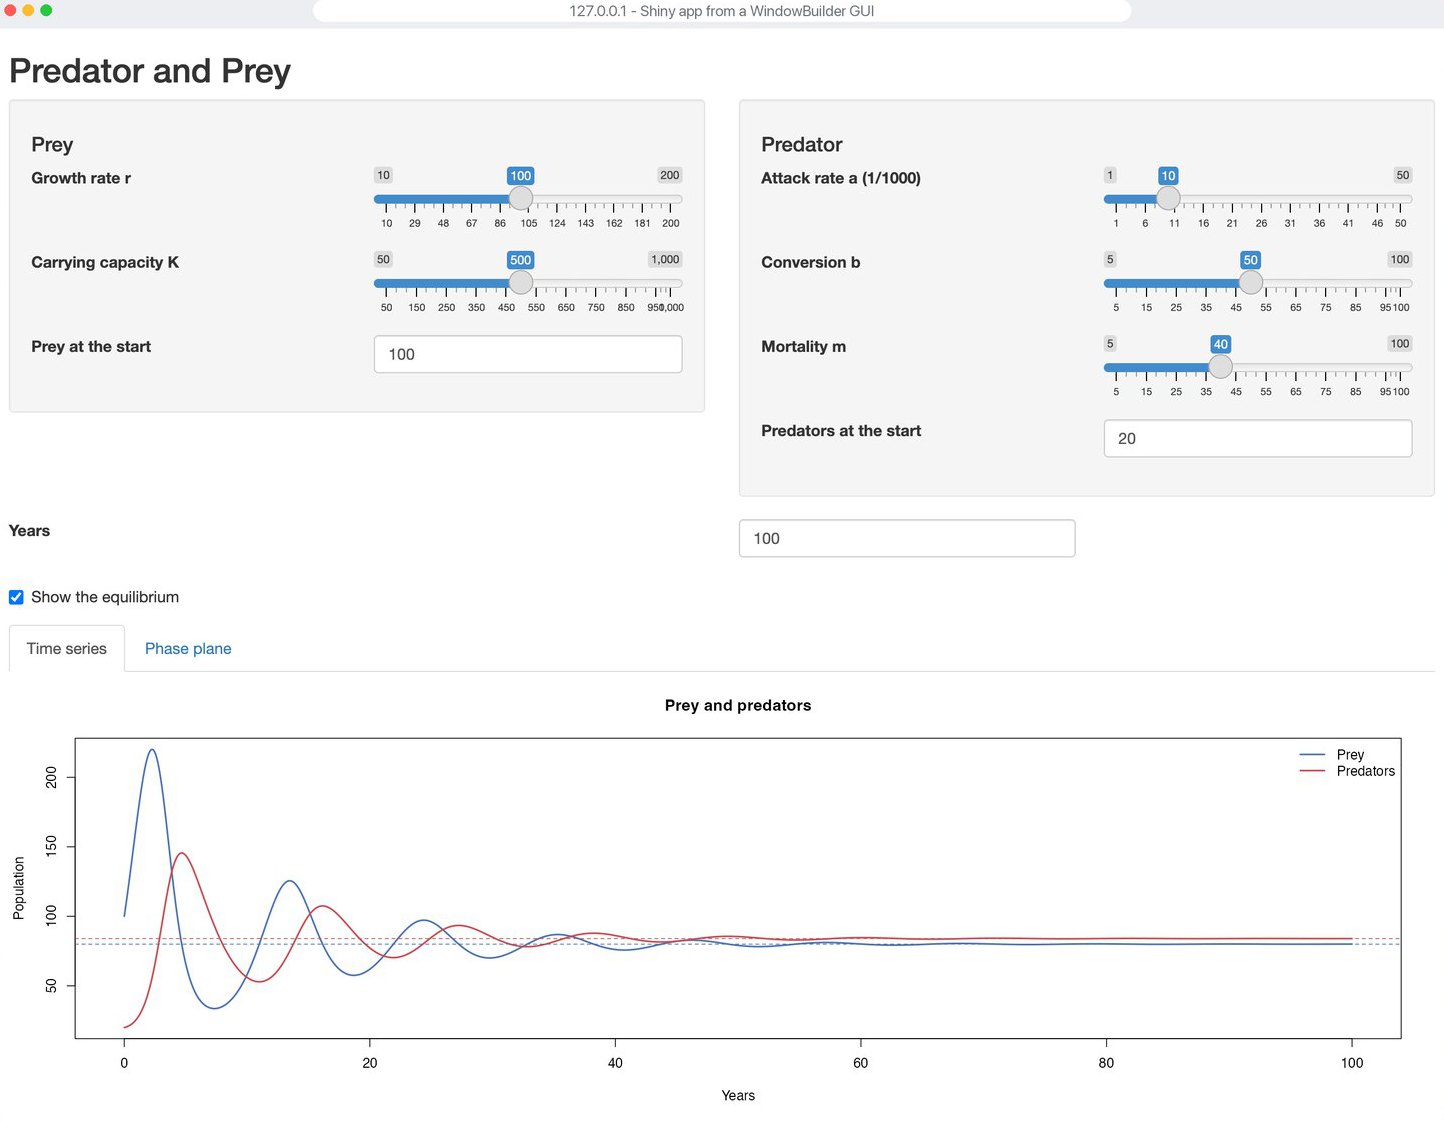 127.0.0.1 - Shiny app from a WindowBuilder GUI
Predator and Prey
Prey
Growth rate r
10 100 200
10 29 48 67 86 105 124 143 162 181 200
Carrying capacity K
50 500 1,000
50 150 250 350 450 550 650 750 850 950 1,000
Prey at the start
100
Predator
Attack rate a (1/1000)
1 10 50
1 6 11 16 21 26 31 36 41 46 50
Conversion b
5 50 100
5 15 25 35 45 55 65 75 85 95 100
Mortality m
5 40 100
5 15 25 35 45 55 65 75 85 95 100
Predators at the start
20
Years
100
Show the equilibrium
Time series Phase plane
Prey and predators
Prey
Predators
Population
200
150
100
50
0 20 40 60 80 100
Years